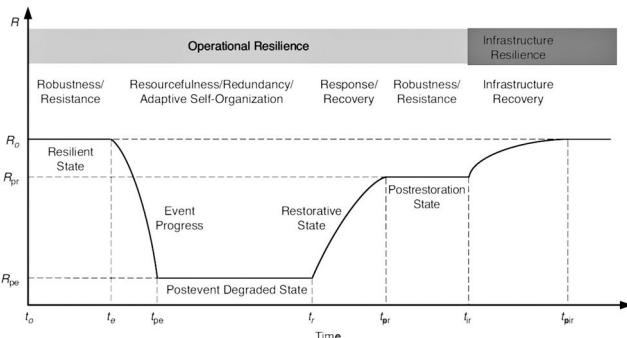 R
Operational Resilience
Infrastructure
Resilience
Robustness/
Resistance
Resourcefulness/Redundancy/
Adaptive Self-Organization
Response/
Recovery
Robustness/
Resistance
Infrastructure
Recovery
Ro
Resilient
State
Rpr
Event
Progress
Restorative
State
Postrestoration
State
Rpe
Postevent Degraded State
to te tpe tr tpr tir tpir
Time